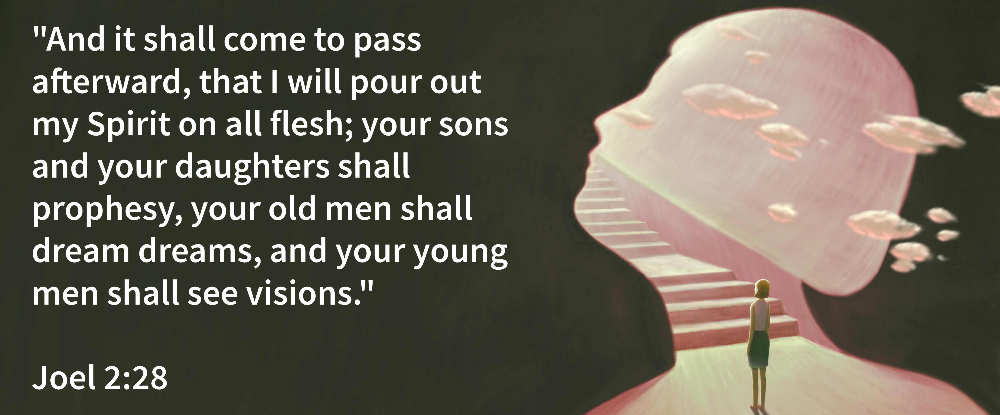 "And it shall come to pass
afterward, that I will pour out
my Spirit on all flesh; your sons
and your daughters shall
prophesy, your old men shall
dream dreams, and your young
men shall see visions."
Joel 2:28